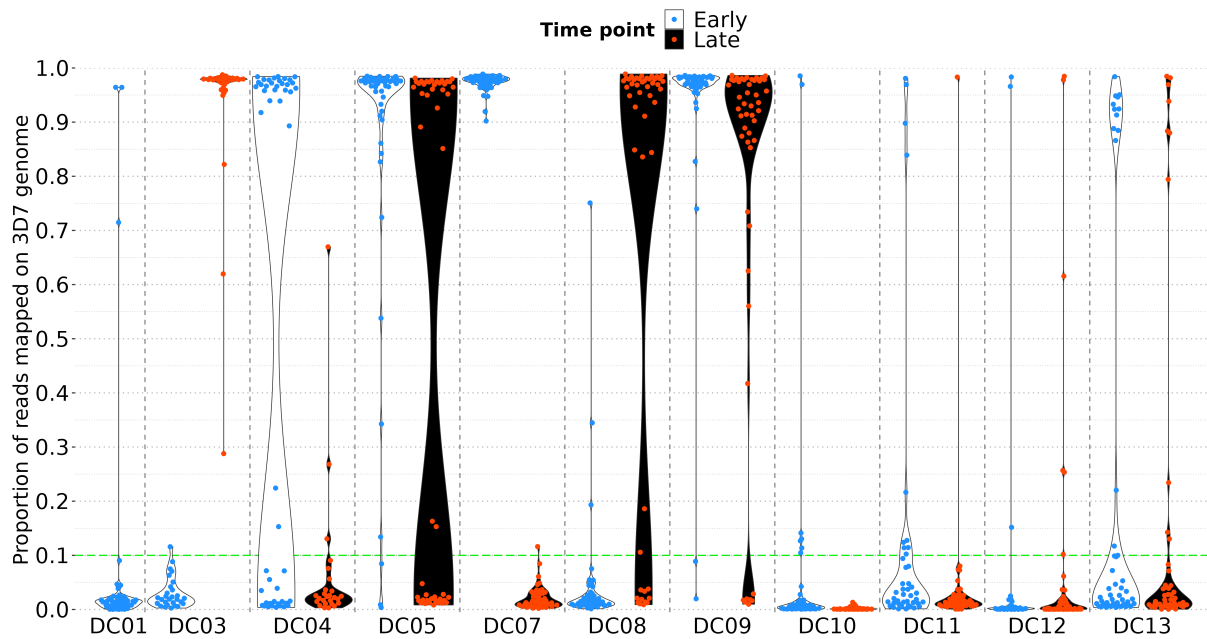 Time point
Early
Late
Proportion of reads mapped on 3D7 genome
1.0
0.9
0.8
0.7
0.6
0.5
0.4
0.3
0.2
0.1
0.0
DC01 DC03 DC04 DC05 DC07 DC08 DC09 DC10 DC11 DC12 DC13